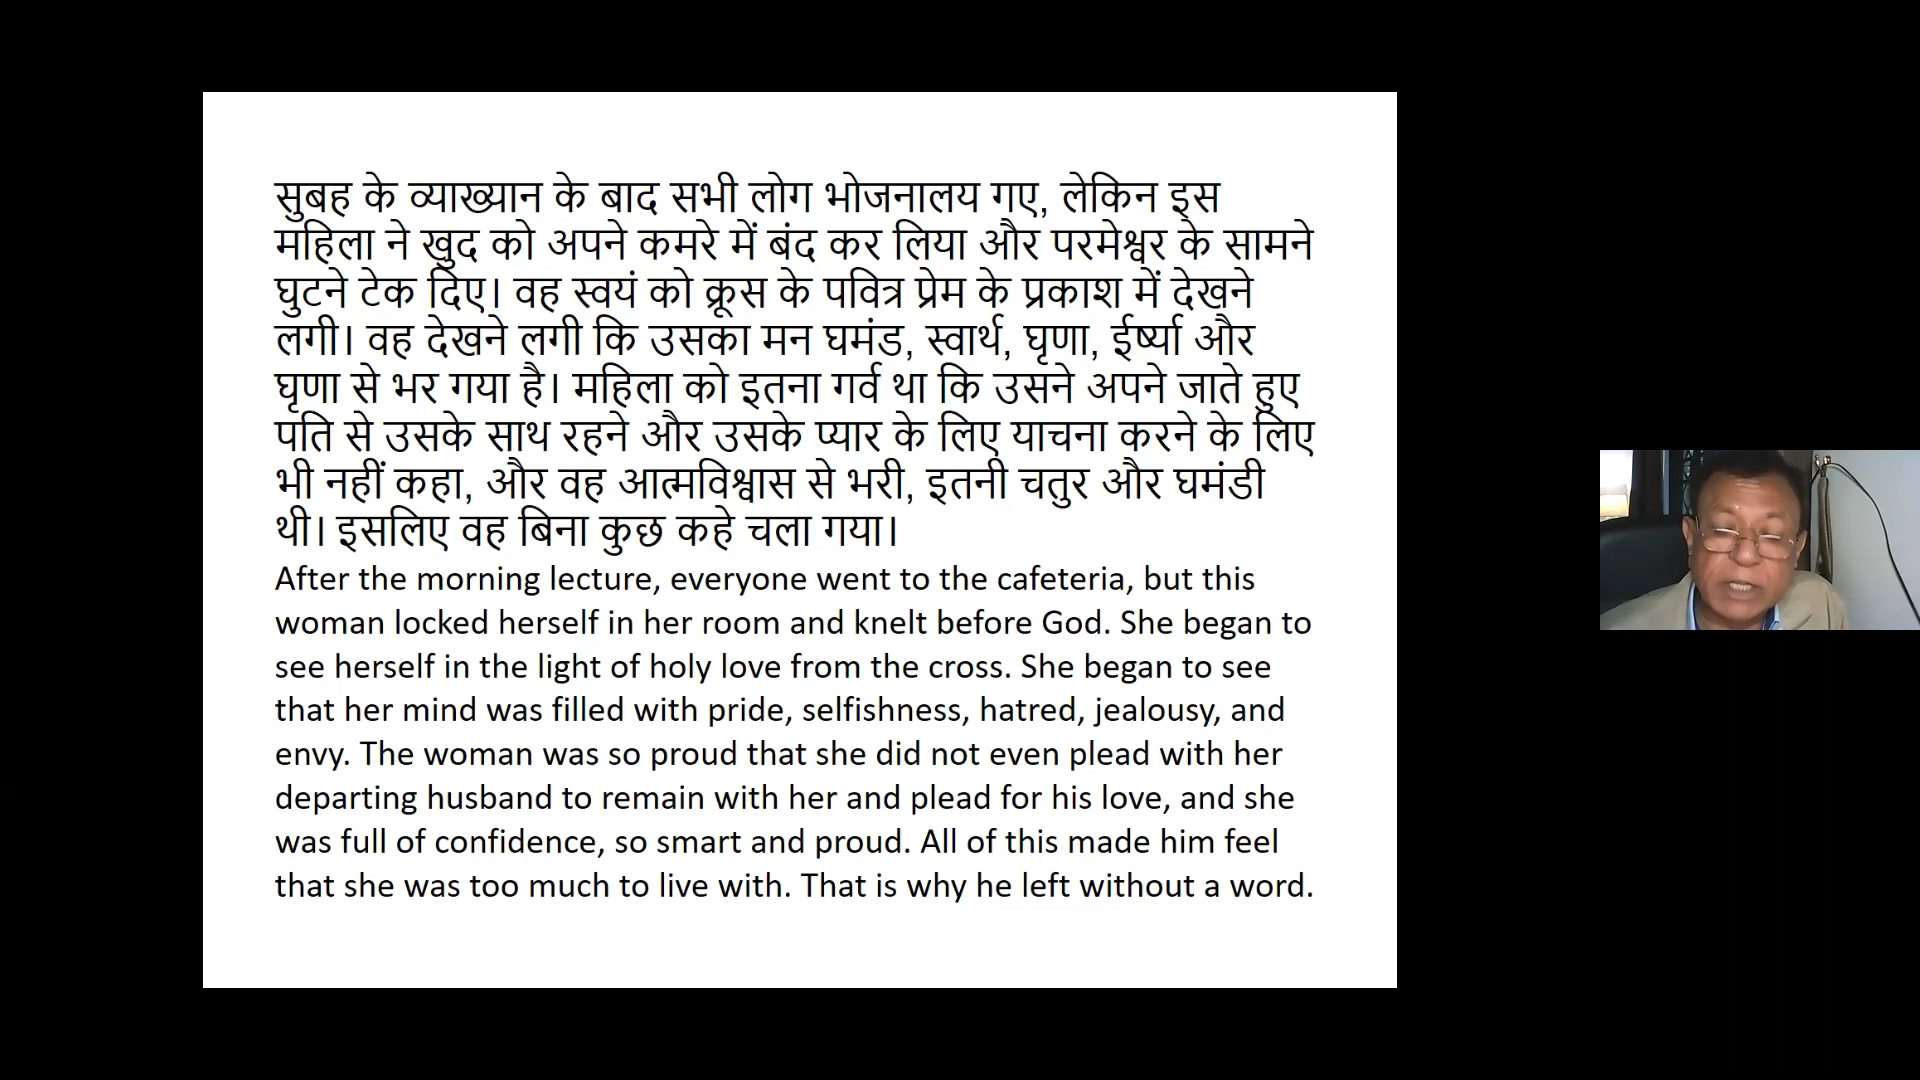 सुबह के व्याख्यान के बाद सभी लोग भोजनालय गए, लेकिन इस
महिला ने खुद को अपने कमरे में बंद कर लिया और परमेश्वर के सामने
घुटने टेक दिए। वह स्वयं को क्रूस के पवित्र प्रेम के प्रकाश में देखने
लगी। वह देखने लगी कि उसका मन घमंड, स्वार्थ, घृणा, ईर्ष्या और
घृणा से भर गया है। महिला को इतना गर्व था कि उसने अपने जाते हुए
पति से उसके साथ रहने और उसके प्यार के लिए याचना करने के लिए
भी नहीं कहा, और वह आत्मविश्वास से भरी, इतनी चतुर और घमंडी
थी। इसलिए वह बिना कुछ कहे चला गया।
After the morning lecture, everyone went to the cafeteria, but this
woman locked herself in her room and knelt before God. She began to
see herself in the light of holy love from the cross. She began to see
that her mind was filled with pride, selfishness, hatred, jealousy, and
envy. The woman was so proud that she did not even plead with her
departing husband to remain with her and plead for his love, and she
was full of confidence, so smart and proud. All of this made him feel
that she was too much to live with. That is why he left without a word.